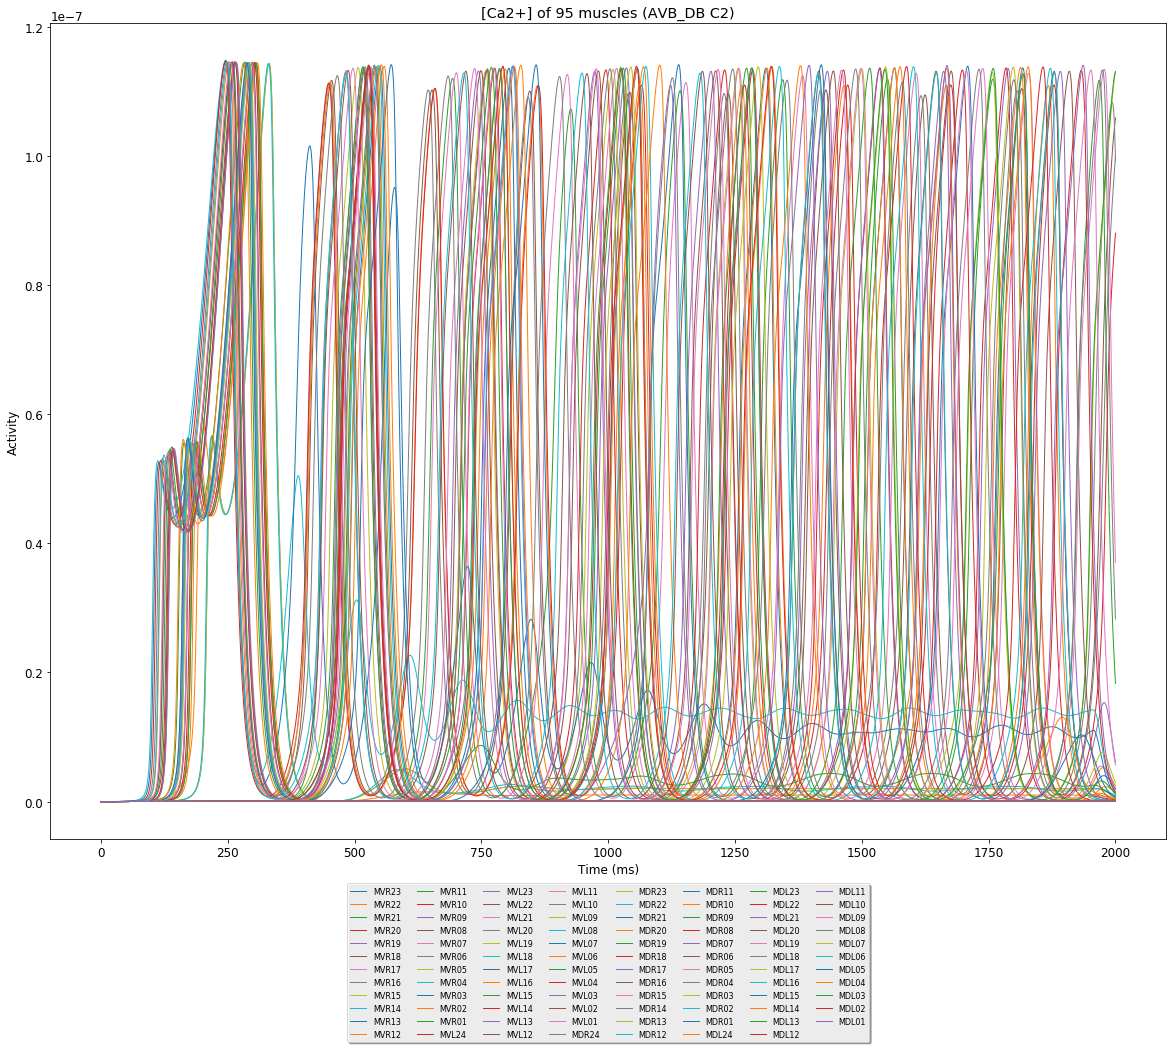 [Ca2+] of 95 muscles (AVB_DB C2)
1e−7
1.2
1.0
0.8
0.6
0.4
0.2
0.0
Activity
0 250 500 750 1000 1250 1500 1750 2000
Time (ms)
MVR23 MVR11 MVL23 MVL11 MDR23 MDR11 MDL23 MDL11
MVR22 MVR10 MVL22 MVL10 MDR22 MDR10 MDL22 MDL10
MVR21 MVR09 MVL21 MVL09 MDR21 MDR09 MDL21 MDL09
MVR20 MVR08 MVL20 MVL08 MDR20 MDR08 MDL20 MDL08
MVR19 MVR07 MVL19 MVL07 MDR19 MDR07 MDL19 MDL07
MVR18 MVR06 MVL18 MVL06 MDR18 MDR06 MDL18 MDL06
MVR17 MVR05 MVL17 MVL05 MDR17 MDR05 MDL17 MDL05
MVR16 MVR04 MVL16 MVL04 MDR16 MDR04 MDL16 MDL04
MVR15 MVR03 MVL15 MVL03 MDR15 MDR03 MDL15 MDL03
MVR14 MVR02 MVL14 MVL02 MDR14 MDR02 MDL14 MDL02
MVR13 MVR01 MVL13 MVL01 MDR13 MDR01 MDL13 MDL01
MVR12 MVL24 MVL12 MDR24 MDR12 MDL24 MDL12